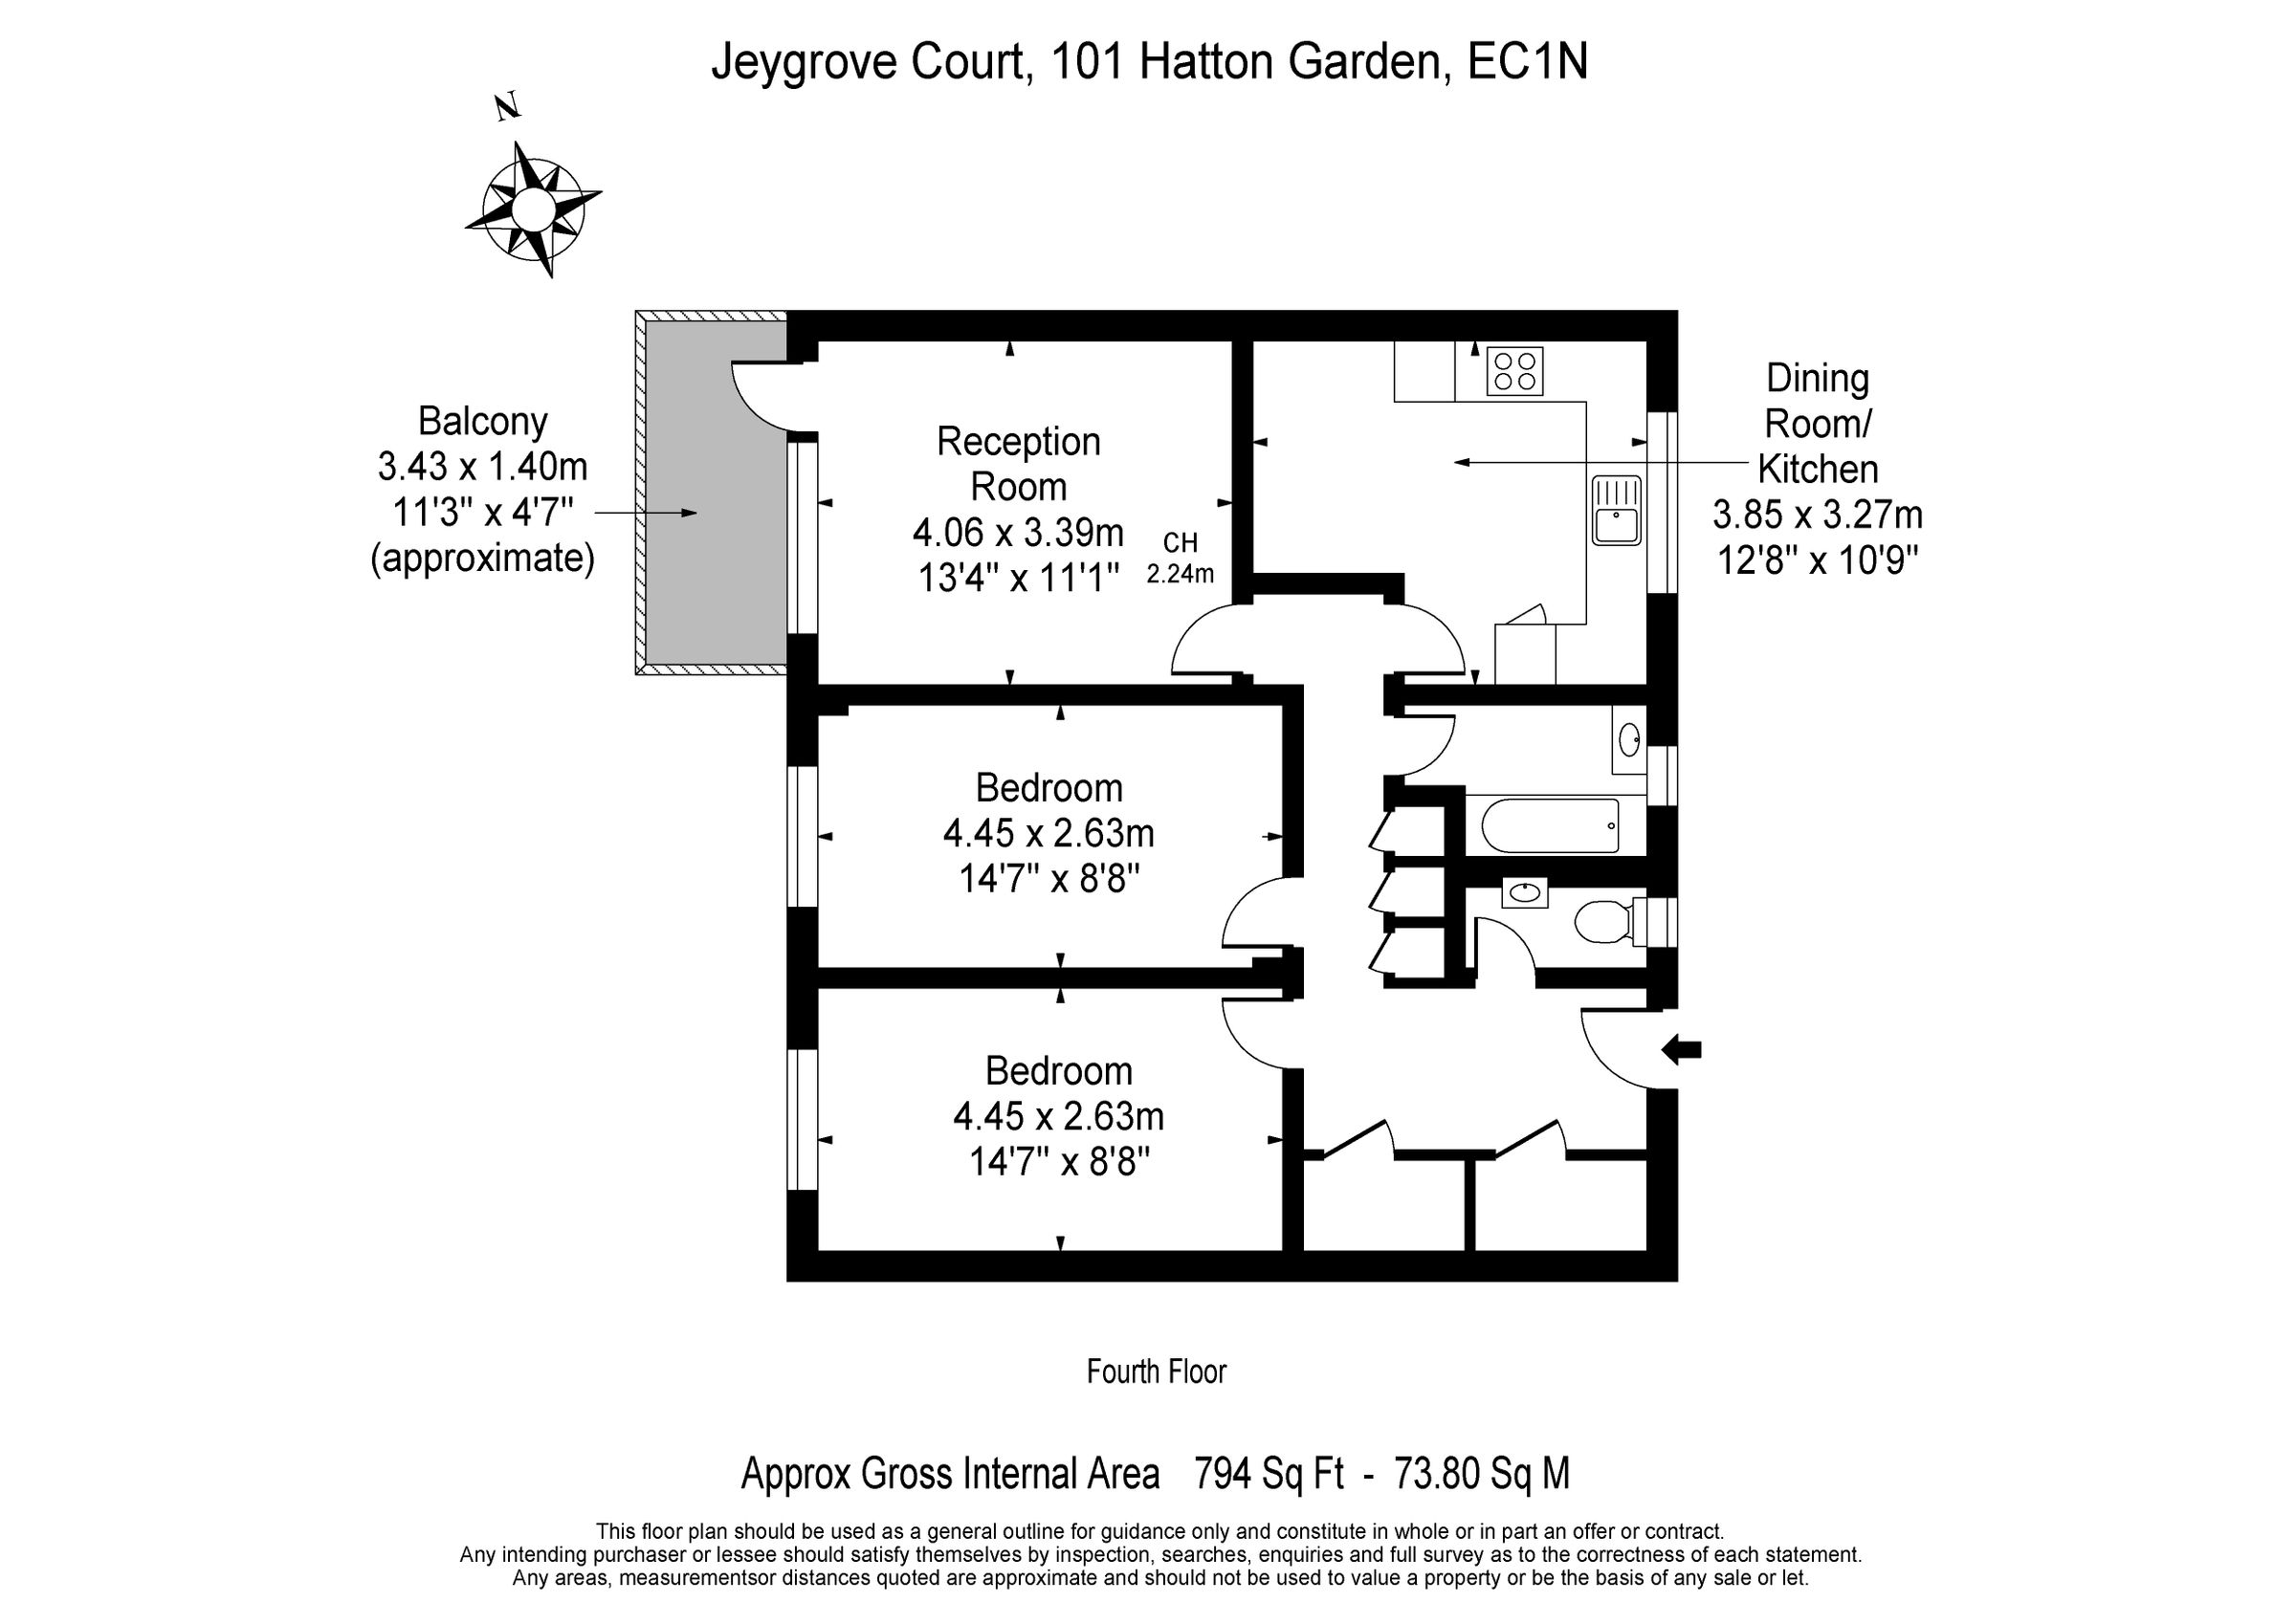 Jeygrove Court, 101 Hatton Garden, EC1N
N
Balcony
3.43 x 1.40m
11'3" x 4'7"
(approximate)
Reception
Room
4.06 x 3.39m
13'4" x 11'1"
CH
2.24m
Dining
Room/
Kitchen
3.85 x 3.27m
12'8" x 10'9"
Bedroom
4.45 x 2.63m
14'7" x 8'8"
Bedroom
4.45 x 2.63m
14'7" x 8'8"
Fourth Floor
Approx Gross Internal Area 794 Sq Ft - 73.80 Sq M
This floor plan should be used as a general outline for guidance only and constitute in whole or in part an offer or contract.
Any intending purchaser or lessee should satisfy themselves by inspection, searches, enquiries and full survey as to the correctness of each statement.
Any areas, measurementsor distances quoted are approximate and should not be used to value a property or be the basis of any sale or let.